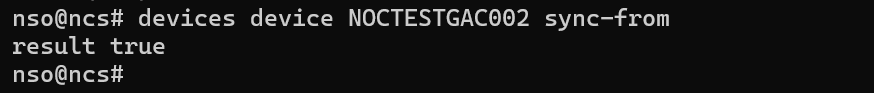 nso@ncs# devices device NOCTESTGAC002 sync-from
result true
nso@ncs#